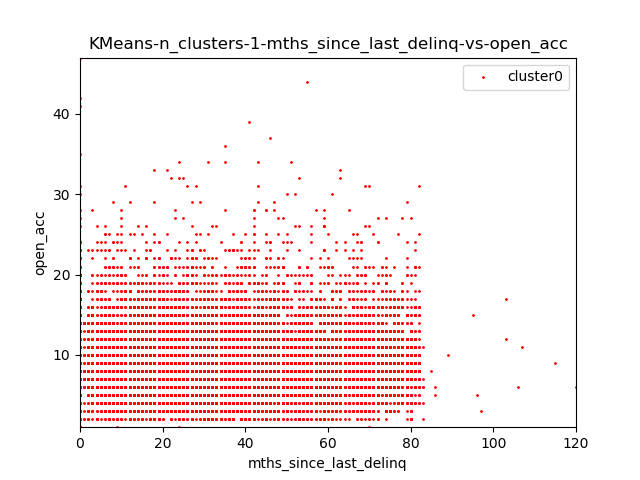 KMeans-n_clusters-1-mths_since_last_delinq-vs-open_acc
cluster0
open_acc
40
30
20
10
0 20 40 60 80 100 120
mths_since_last_delinq